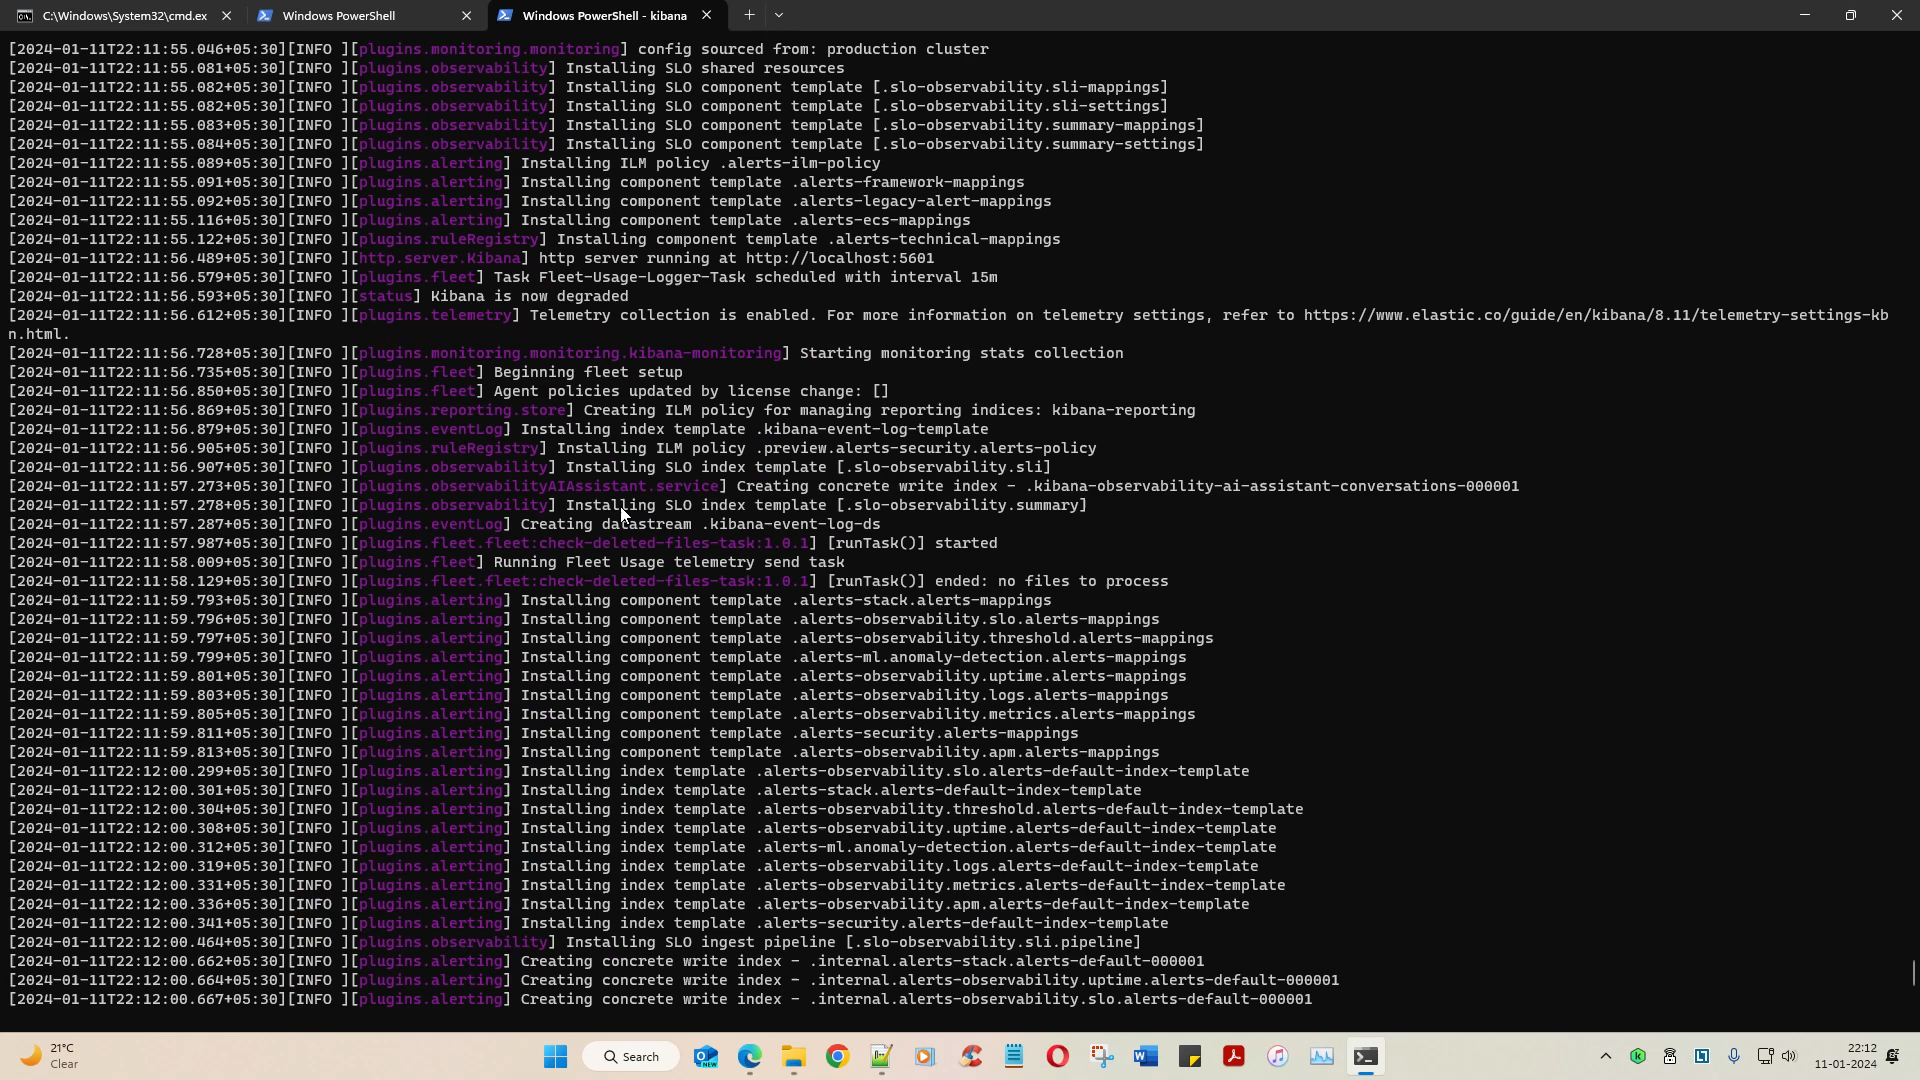 C:\Windows\System32\cmd.ex
Windows PowerShell
Windows PowerShell - kibana
[2024-01-11T22:11:55.046+05:30][INFO ][plugins.monitoring.monitoring] config sourced from: production cluster
[2024-01-11T22:11:55.081+05:30][INFO ][plugins.observability] Installing SLO shared resources
[2024-01-11T22:11:55.082+05:30][INFO ][plugins.observability] Installing SLO component template [.slo-observability.sli-mappings]
[2024-01-11T22:11:55.082+05:30][INFO ][plugins.observability] Installing SLO component template [.slo-observability.sli-settings]
[2024-01-11T22:11:55.083+05:30][INFO ][plugins.observability] Installing SLO component template [.slo-observability.summary-mappings]
[2024-01-11T22:11:55.084+05:30][INFO ][plugins.observability] Installing SLO component template [.slo-observability.summary-settings]
[2024-01-11T22:11:55.089+05:30][INFO ][plugins.alerting] Installing ILM policy .alerts-ilm-policy
[2024-01-11T22:11:55.091+05:30][INFO ][plugins.alerting] Installing component template .alerts-framework-mappings
[2024-01-11T22:11:55.092+05:30][INFO ][plugins.alerting] Installing component template .alerts-legacy-alert-mappings
[2024-01-11T22:11:55.116+05:30][INFO ][plugins.alerting] Installing component template .alerts-ecs-mappings
[2024-01-11T22:11:55.122+05:30][INFO ][plugins.ruleRegistry] Installing component template .alerts-technical-mappings
[2024-01-11T22:11:56.489+05:30][INFO ][http.server.Kibana] http server running at http://localhost:5601
[2024-01-11T22:11:56.579+05:30][INFO ][plugins.fleet] Task Fleet-Usage-Logger-Task scheduled with interval 15m
[2024-01-11T22:11:56.593+05:30][INFO ][status] Kibana is now degraded
[2024-01-11T22:11:56.612+05:30][INFO ][plugins.telemetry] Telemetry collection is enabled. For more information on telemetry settings, refer to https://www.elastic.co/guide/en/kibana/8.11/telemetry-settings-kb
n.html.
[2024-01-11T22:11:56.728+05:30][INFO ][plugins.monitoring.monitoring.kibana-monitoring] Starting monitoring stats collection
[2024-01-11T22:11:56.735+05:30][INFO ][plugins.fleet] Beginning fleet setup
[2024-01-11T22:11:56.850+05:30][INFO ][plugins.fleet] Agent policies updated by license change: []
[2024-01-11T22:11:56.869+05:30][INFO ][plugins.reporting.store] Creating ILM policy for managing reporting indices: kibana-reporting
[2024-01-11T22:11:56.879+05:30][INFO ][plugins.eventLog] Installing index template .kibana-event-log-template
[2024-01-11T22:11:56.905+05:30][INFO ][plugins.ruleRegistry] Installing ILM policy .preview.alerts-security.alerts-policy
[2024-01-11T22:11:56.907+05:30][INFO ][plugins.observability] Installing SLO index template [.slo-observability.sli]
[2024-01-11T22:11:57.273+05:30][INFO ][plugins.observabilityAIAssistant.service] Creating concrete write index - .kibana-observability-ai-assistant-conversations-000001
[2024-01-11T22:11:57.278+05:30][INFO ][plugins.observability] Installing SLO index template [.slo-observability.summary]
[2024-01-11T22:11:57.287+05:30][INFO ][plugins.eventLog] Creating datastream .kibana-event-log-ds
[2024-01-11T22:11:57.987+05:30][INFO ][plugins.fleet.fleet:check-deleted-files-task:1.0.1] [runTask()] started
[2024-01-11T22:11:58.009+05:30][INFO ][plugins.fleet] Running Fleet Usage telemetry send task
[2024-01-11T22:11:58.129+05:30][INFO ][plugins.fleet.fleet:check-deleted-files-task:1.0.1] [runTask()] ended: no files to process
[2024-01-11T22:11:59.793+05:30][INFO ][plugins.alerting] Installing component template .alerts-stack.alerts-mappings
[2024-01-11T22:11:59.796+05:30][INFO ][plugins.alerting] Installing component template .alerts-observability.slo.alerts-mappings
[2024-01-11T22:11:59.797+05:30][INFO ][plugins.alerting] Installing component template .alerts-observability.threshold.alerts-mappings
[2024-01-11T22:11:59.799+05:30][INFO ][plugins.alerting] Installing component template .alerts-ml.anomaly-detection.alerts-mappings
[2024-01-11T22:11:59.801+05:30][INFO ][plugins.alerting] Installing component template .alerts-observability.uptime.alerts-mappings
[2024-01-11T22:11:59.803+05:30][INFO ][plugins.alerting] Installing component template .alerts-observability.logs.alerts-mappings
[2024-01-11T22:11:59.805+05:30][INFO ][plugins.alerting] Installing component template .alerts-observability.metrics.alerts-mappings
[2024-01-11T22:11:59.811+05:30][INFO ][plugins.alerting] Installing component template .alerts-security.alerts-mappings
[2024-01-11T22:11:59.813+05:30][INFO ][plugins.alerting] Installing component template .alerts-observability.apm.alerts-mappings
[2024-01-11T22:12:00.299+05:30][INFO ][plugins.alerting] Installing index template .alerts-observability.slo.alerts-default-index-template
[2024-01-11T22:12:00.301+05:30][INFO ][plugins.alerting] Installing index template .alerts-stack.alerts-default-index-template
[2024-01-11T22:12:00.304+05:30][INFO ][plugins.alerting] Installing index template .alerts-observability.threshold.alerts-default-index-template
[2024-01-11T22:12:00.308+05:30][INFO ][plugins.alerting] Installing index template .alerts-observability.uptime.alerts-default-index-template
[2024-01-11T22:12:00.312+05:30][INFO ][plugins.alerting] Installing index template .alerts-ml.anomaly-detection.alerts-default-index-template
[2024-01-11T22:12:00.319+05:30][INFO ][plugins.alerting] Installing index template .alerts-observability.logs.alerts-default-index-template
[2024-01-11T22:12:00.331+05:30][INFO ][plugins.alerting] Installing index template .alerts-observability.metrics.alerts-default-index-template
[2024-01-11T22:12:00.336+05:30][INFO ][plugins.alerting] Installing index template .alerts-observability.apm.alerts-default-index-template
[2024-01-11T22:12:00.341+05:30][INFO ][plugins.alerting] Installing index template .alerts-security.alerts-default-index-template
[2024-01-11T22:12:00.464+05:30][INFO ][plugins.observability] Installing SLO ingest pipeline [.slo-observability.sli.pipeline]
[2024-01-11T22:12:00.662+05:30][INFO ][plugins.alerting] Creating concrete write index - .internal.alerts-stack.alerts-default-000001
[2024-01-11T22:12:00.664+05:30][INFO ][plugins.alerting] Creating concrete write index - .internal.alerts-observability.uptime.alerts-default-000001
[2024-01-11T22:12:00.667+05:30][INFO ][plugins.alerting] Creating concrete write index - .internal.alerts-observability.slo.alerts-default-000001
21°C
Clear
Search
22:12
11-01-2024